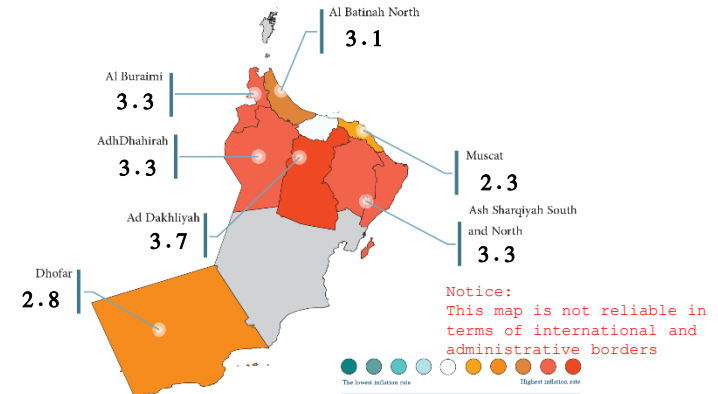 Al Batinah North
3.1
Al Buraimi
3.3
AdhDhahirah
3.3
Muscat
2.3
Ad Dakhliyah
3.7
Ash Sharqiyah South
and North
3.3
Dhofar
2.8
Notice:
This map is not reliable in
terms of international and
administrative borders
The lowest inflation rate
Highest inflation rate